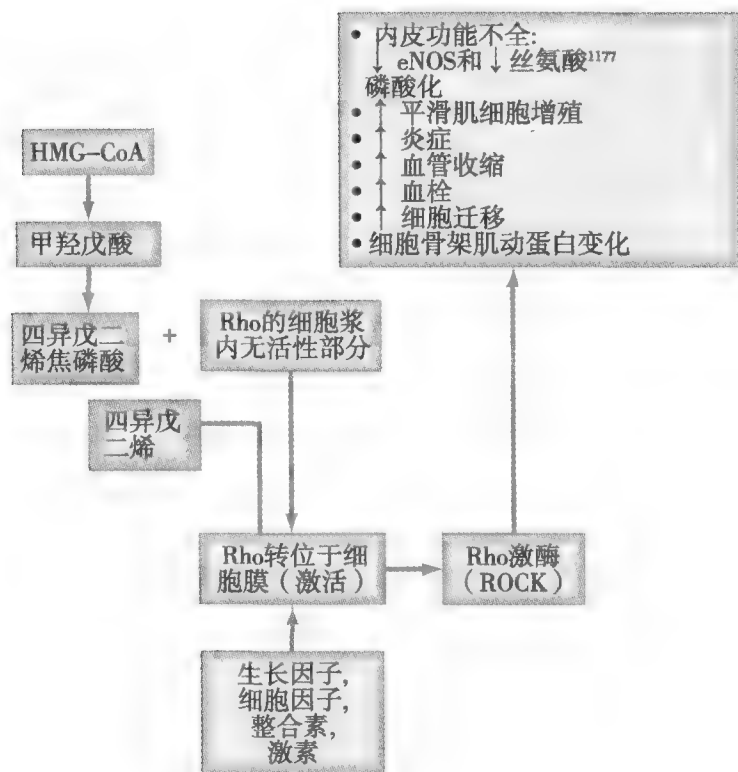 • 内皮功能不全:
↓ eNOS和↓丝氨酸¹¹⁷⁷
磷酸化
• ↑ 平滑肌细胞增殖
• ↑ 炎症
• ↑ 血管收缩
• ↑ 血栓
• ↑ 细胞迁移
• 细胞骨架肌动蛋白变化
HMG-CoA
甲羟戊酸
四异戊二
烯焦磷酸
+
Rho的细胞浆
内无活性部分
四异戊
二烯
Rho转位于细
胞膜（激活）
Rho激酶
（ROCK）
生长因子,
细胞因子,
整合素,
激素